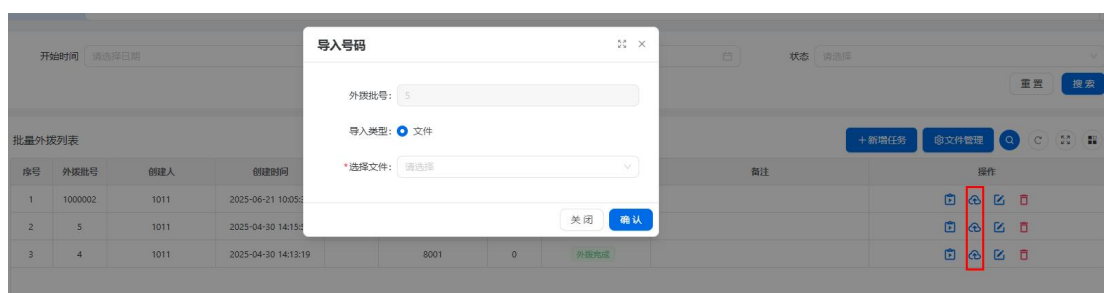 导入号码
开始时间 请选择日期 状态 请选择
外拨批号： 5
重置 搜索
导入类型： 文件
批量外拨列表 +新增任务 文件管理
*选择文件： 请选择
序号 外拨批号 创建人 创建时间 备注 操作
1 1000002 1011 2025-06-21 10:05:
关闭 确认
2 5 1011 2025-04-30 14:15:
3 4 1011 2025-04-30 14:13:19 8001 0 外拨完成